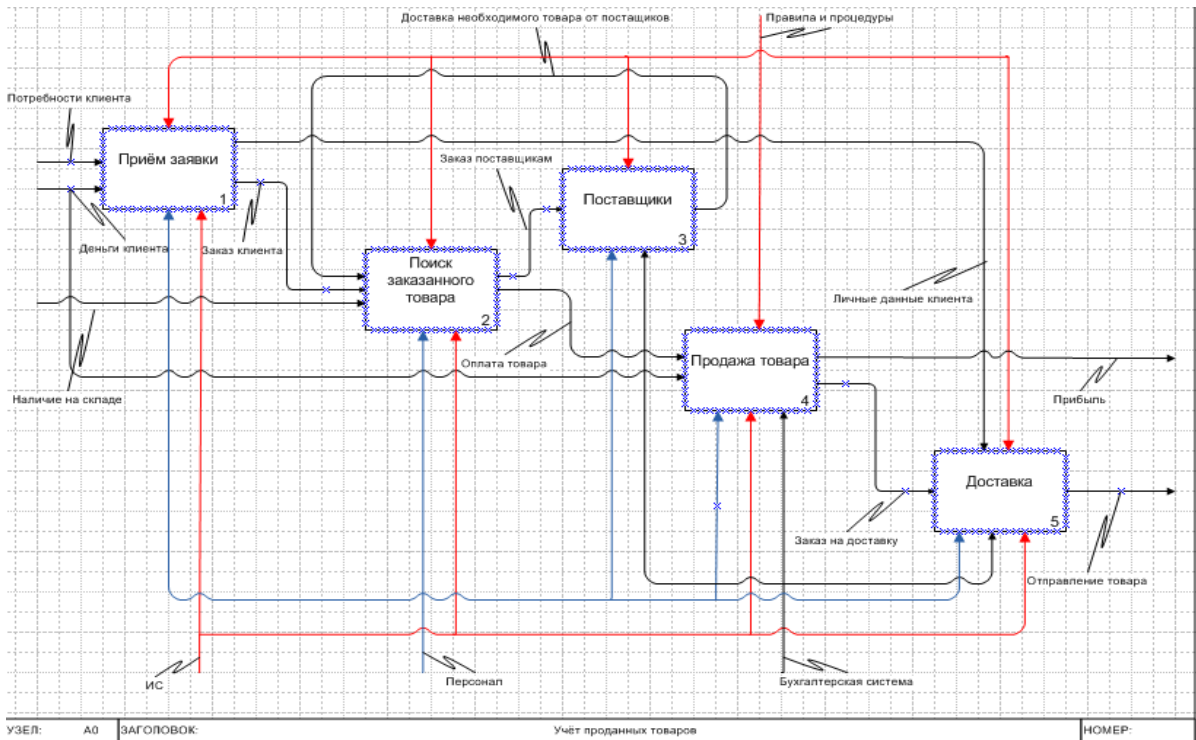 Доставка необходимого товара от постащиков
Правила и процедуры
Потребности клиента
Приём заявки
1
Заказ поставщикам
Поставщики
3
Деньги клиента
Заказ клиента
Поиск
заказанного
товара
2
Личные данные клиента
Оплата товара
Продажа товара
4
Наличие на складе
Прибыль
Доставка
5
Заказ на доставку
Отправление товара
ИС
Персонал
Бухгалтерская система
УЗЕЛ: А0 ЗАГОЛОВОК: Учёт проданных товаров НОМЕР: